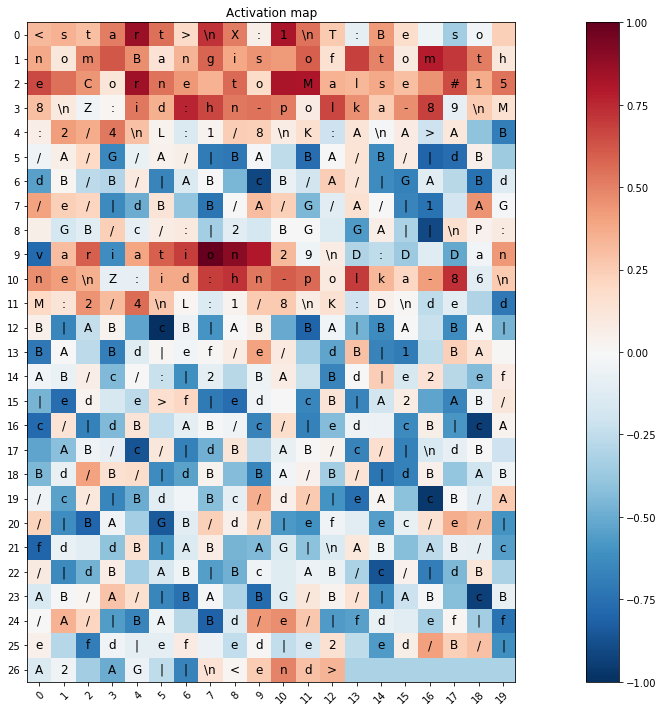 Activation map
0 < s t a r t > \n X : 1 \n T : B e s o
1 n o m B a n g i s o f t o m t h
2 e C o r n e t o M a l s e # 1 5
3 8 \n Z : i d : h n - p o l k a - 8 9 \n M
4 : 2 / 4 \n L : 1 / 8 \n K : A \n A > A B
5 / A / G / A / | B A B A / B / | d B
6 d B / B / | A B c B / A / | G A B d
7 / e / | d B B / A / G / A / | 1 A G
8 B G B / c / : | 2 B G G A | | \n P :
9 v a r i a t i o n 2 9 \n D : D D a n
10 n e \n Z : i d : h n - p o l k a - 8 6 \n
11 M : 2 / 4 \n L : 1 / 8 \n K : D \n d e d
12 B | A B c B | A B B A | B A B A |
13 B A B d | e f / e / d B | 1 B A
14 A B / c / : | 2 B A B d | e 2 e f
15 | e d e > f | e d c B | A 2 A B /
16 c / | d B A B / c / | e d c B | c A
17 A B / c / | d B A B / c / | \n d B
18 B d / B / | d B B A / B / | d B A B
19 / c / | B d B c / d / | e A c B / A
20 / | B A G B / d / | e f e c / e / |
21 f d d B | A B A G | \n A B A B / c
22 / | d B A B | B c A B / c / | d B
23 A B / A / | B A B G / B / | A B c B
24 / A / | B A B d / e / | f d e f | f
25 e f d | e f e d | e 2 e d / B / |
26 A 2 A G | | \n < e n d >
0 1 2 3 4 5 6 7 8 9 10 11 12 13 14 15 16 17 18 19
1.00
0.75
0.50
0.25
0.00
−0.25
−0.50
−0.75
−1.00